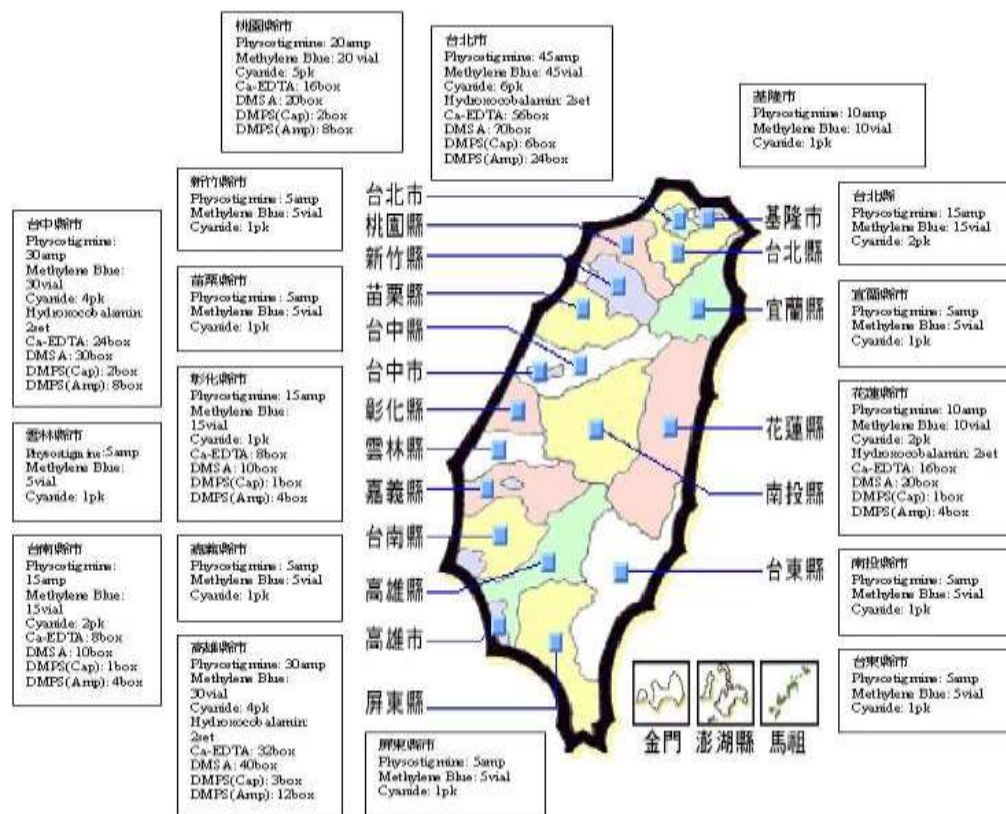 桃園縣市
Physostigmine: 20amp
Methylene Blue: 20 vial
Cyanide: 5pk
Ca-EDTA: 16box
DMSA: 20box
DMPS(Cap): 2box
DMPS(Amp): 8box
台北市
Physostigmine: 45amp
Methylene Blue: 45vial
Cyanide: 6pk
Hydroxocobalamin: 2set
Ca-EDTA: 56box
DMSA: 70box
DMPS(Cap): 6box
DMPS(Amp): 24box
基隆市
Physostigmine: 10amp
Methylene Blue: 10vial
Cyanide: 1pk
新竹縣市
Physostigmine: 5amp
Methylene Blue: 5vial
Cyanide: 1pk
台中縣市
Physostigmine:
30amp
Methylene Blue:
30vial
Cyanide: 4pk
Hydroxocobalamin:
2set
Ca-EDTA: 24box
DMSA: 30box
DMPS(Cap): 2box
DMPS(Amp): 8box
苗栗縣市
Physostigmine: 5amp
Methylene Blue: 5vial
Cyanide: 1pk
彰化縣市
Physostigmine: 15amp
Methylene Blue:
15vial
Cyanide: 1pk
Ca-EDTA: 8box
DMSA: 10box
DMPS(Cap): 1box
DMPS(Amp): 4box
雲林縣市
Physostigmine: 5amp
Methylene Blue:
5vial
Cyanide: 1pk
台南縣市
Physostigmine:
15amp
Methylene Blue:
15vial
Cyanide: 2pk
Ca-EDTA: 8box
DMSA: 10box
DMPS(Cap): 1box
DMPS(Amp): 4box
嘉義縣市
Physostigmine: 5amp
Methylene Blue: 5vial
Cyanide: 1pk
高雄縣市
Physostigmine: 30amp
Methylene Blue:
30vial
Cyanide: 4pk
Hydroxocobalamin:
2set
Ca-EDTA: 32box
DMSA: 40box
DMPS(Cap): 3box
DMPS(Amp): 12box
屏東縣市
Physostigmine: 5amp
Methylene Blue: 5vial
Cyanide: 1pk
台北縣
Physostigmine: 15amp
Methylene Blue: 15vial
Cyanide: 2pk
宜蘭縣市
Physostigmine: 5amp
Methylene Blue: 5vial
Cyanide: 1pk
花蓮縣市
Physostigmine: 10amp
Methylene Blue: 10vial
Cyanide: 2pk
Hydroxocobalamin: 2set
Ca-EDTA: 16box
DMSA: 20box
DMPS(Cap): 1box
DMPS(Amp): 4box
南投縣市
Physostigmine: 5amp
Methylene Blue: 5vial
Cyanide: 1pk
台東縣市
Physostigmine: 5amp
Methylene Blue: 5vial
Cyanide: 1pk
台北市
桃園縣
新竹縣
苗栗縣
台中縣
台中市
彰化縣
雲林縣
嘉義縣
台南縣
高雄縣
高雄市
屏東縣
基隆市
台北縣
宜蘭縣
花蓮縣
南投縣
台東縣
金門
澎湖縣
馬祖